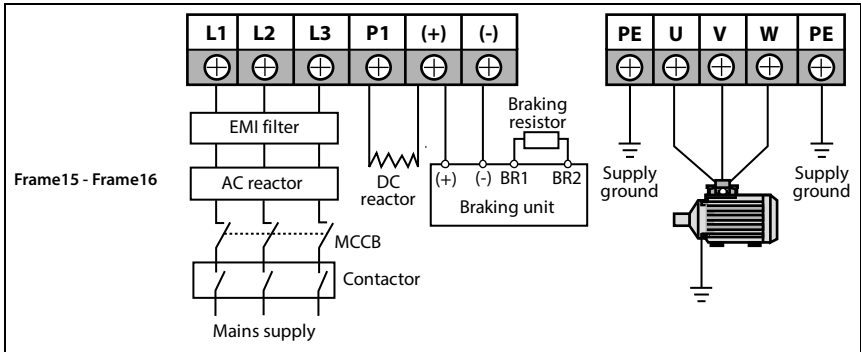 L1 L2 L3 P1 (+) (-)
PE U V W PE
EMI filter
AC reactor
MCCB
Contactor
Mains supply
DC
reactor
Braking
resistor
(+) (-) BR1 BR2
Braking unit
Supply
ground
Supply
ground
Frame15 - Frame16